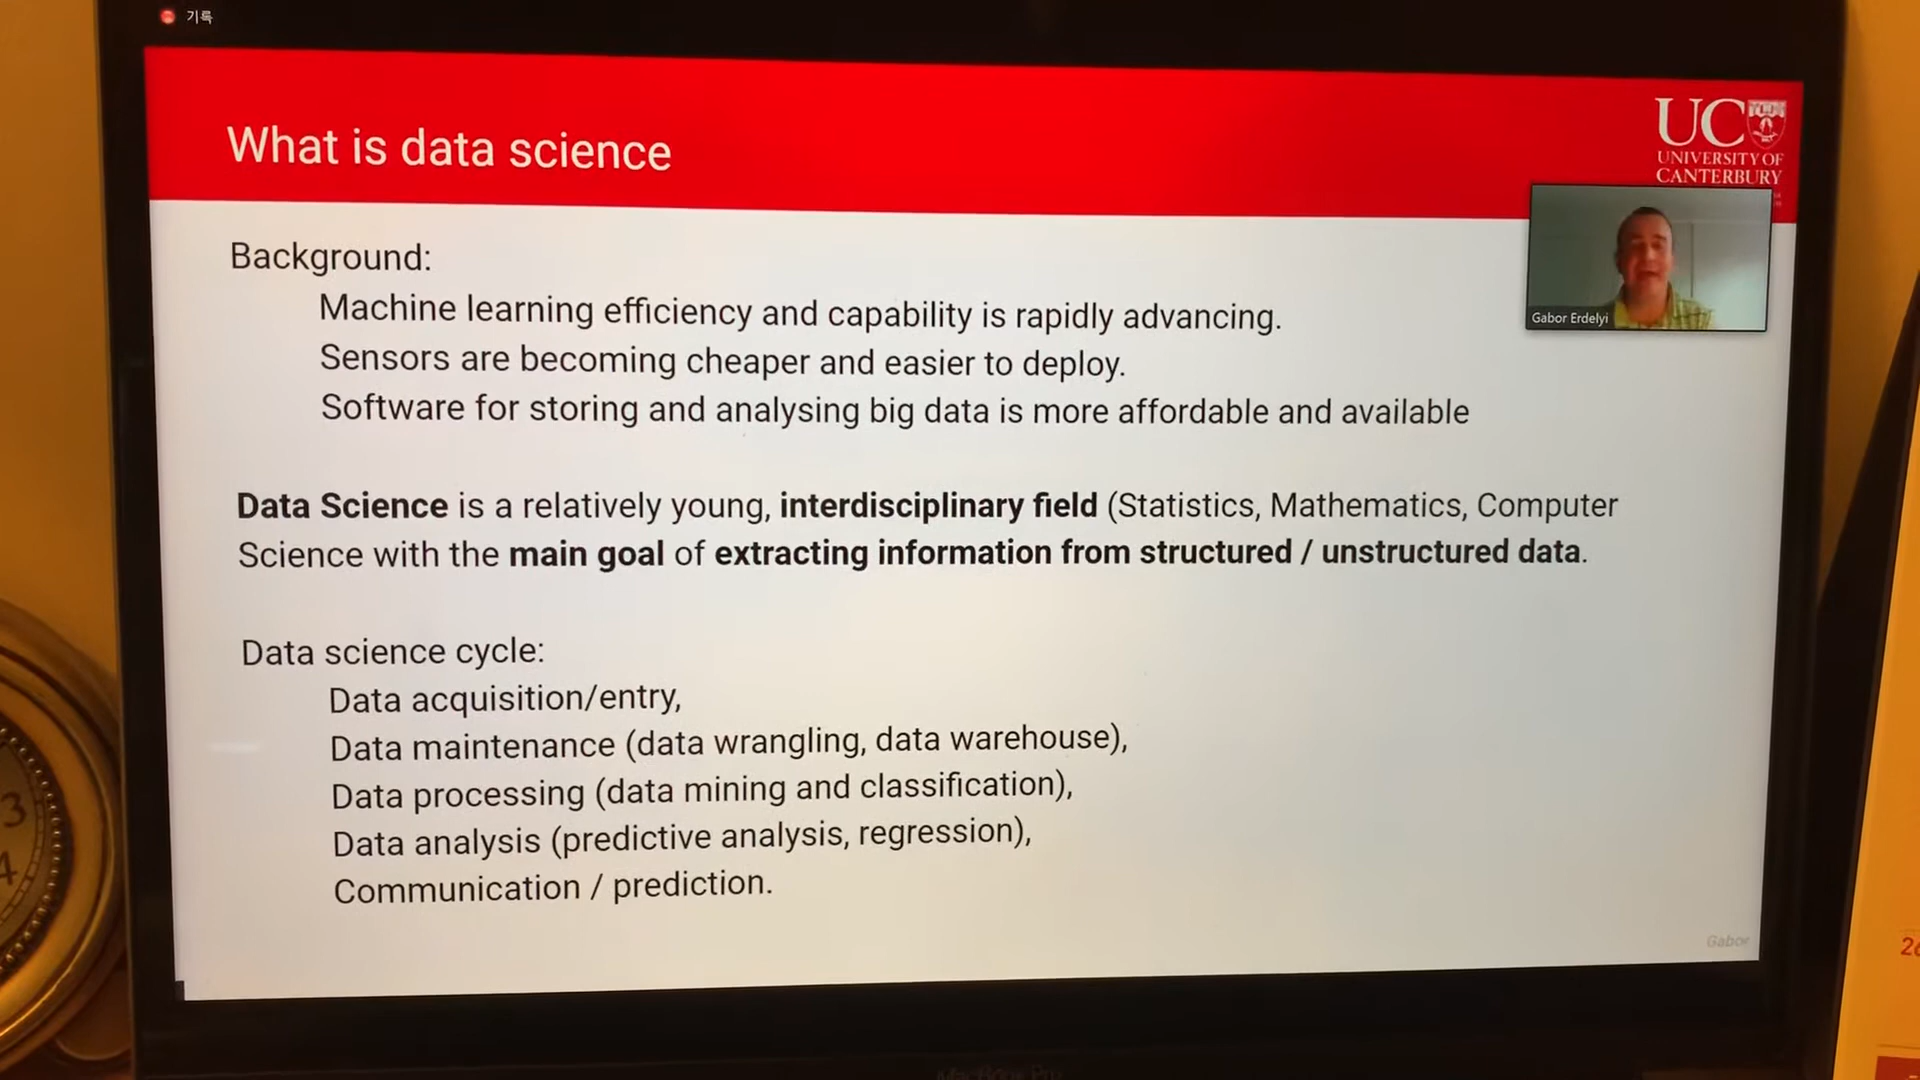 기록
What is data science
UC
UNIVERSITY OF
CANTERBURY
Gabor Erdelyi
Background:
Machine learning efficiency and capability is rapidly advancing.
Sensors are becoming cheaper and easier to deploy.
Software for storing and analysing big data is more affordable and available
Data Science is a relatively young, interdisciplinary field (Statistics, Mathematics, Computer
Science with the main goal of extracting information from structured / unstructured data.
Data science cycle:
Data acquisition/entry,
Data maintenance (data wrangling, data warehouse),
Data processing (data mining and classification),
Data analysis (predictive analysis, regression),
Communication / prediction.
Gabor
3
4
MacBook Pro